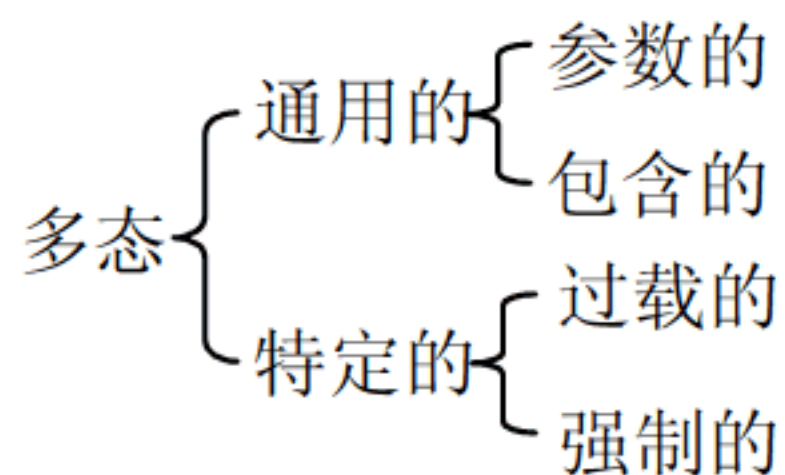 多态
通用的
参数的
包含的
特定的
过载的
强制的